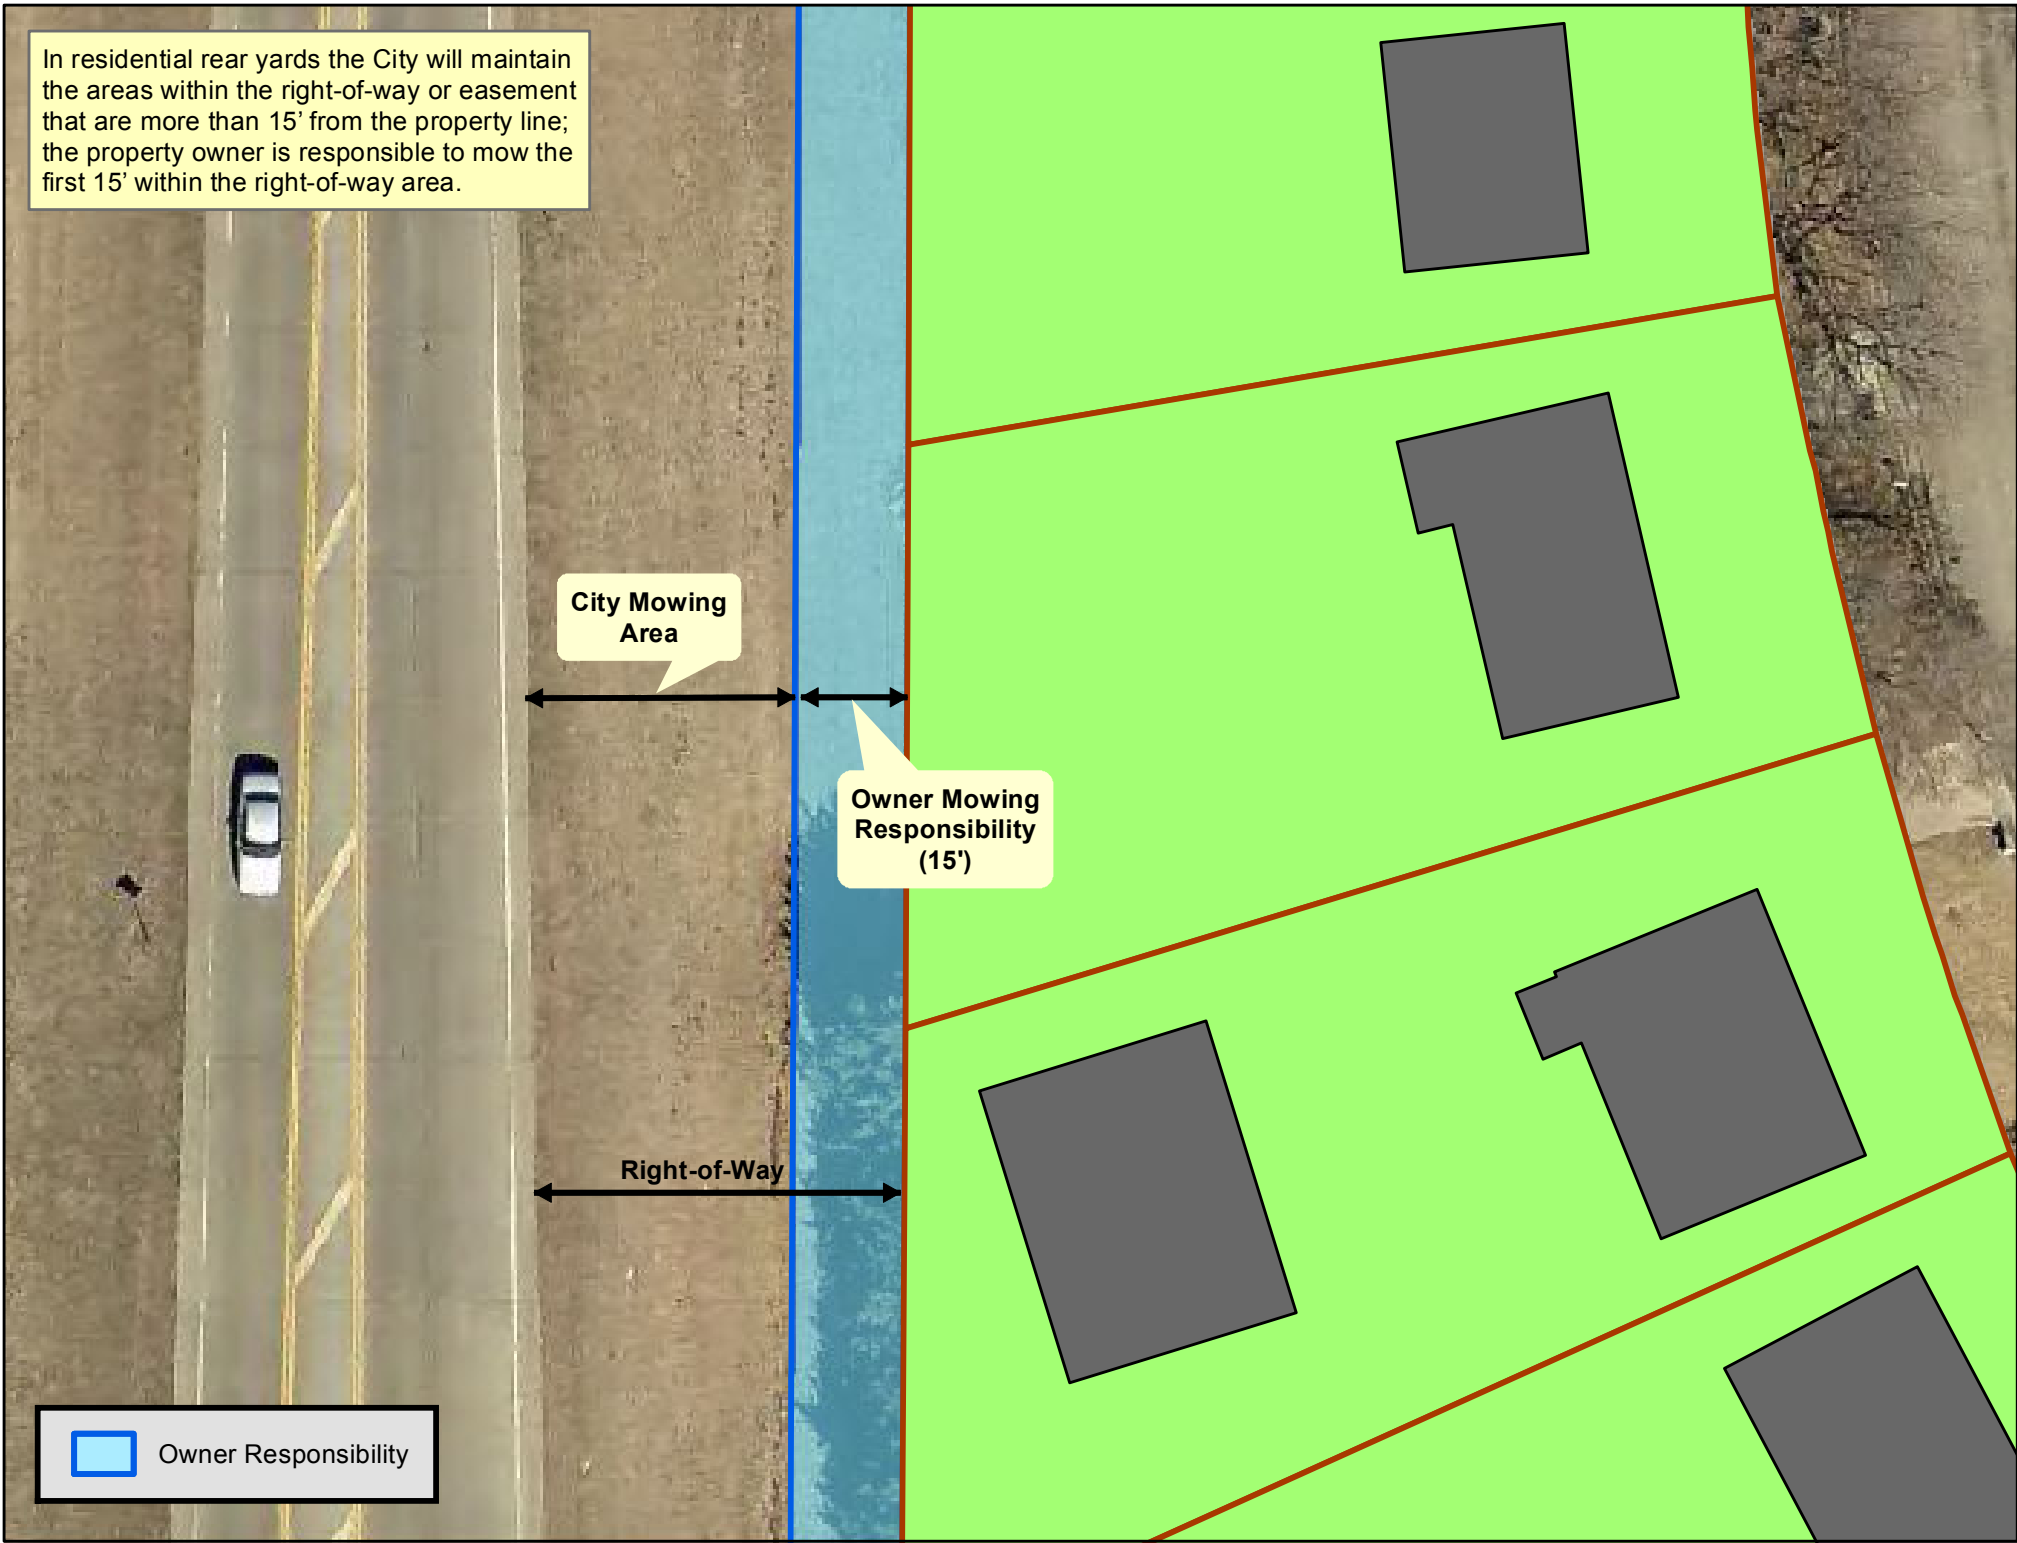 In residential rear yards the City will maintain
the areas within the right-of-way or easement
that are more than 15’ from the property line;
the property owner is responsible to mow the
first 15’ within the right-of-way area.
City Mowing
Area
Owner Mowing
Responsibility
(15')
Right-of-Way
Owner Responsibility